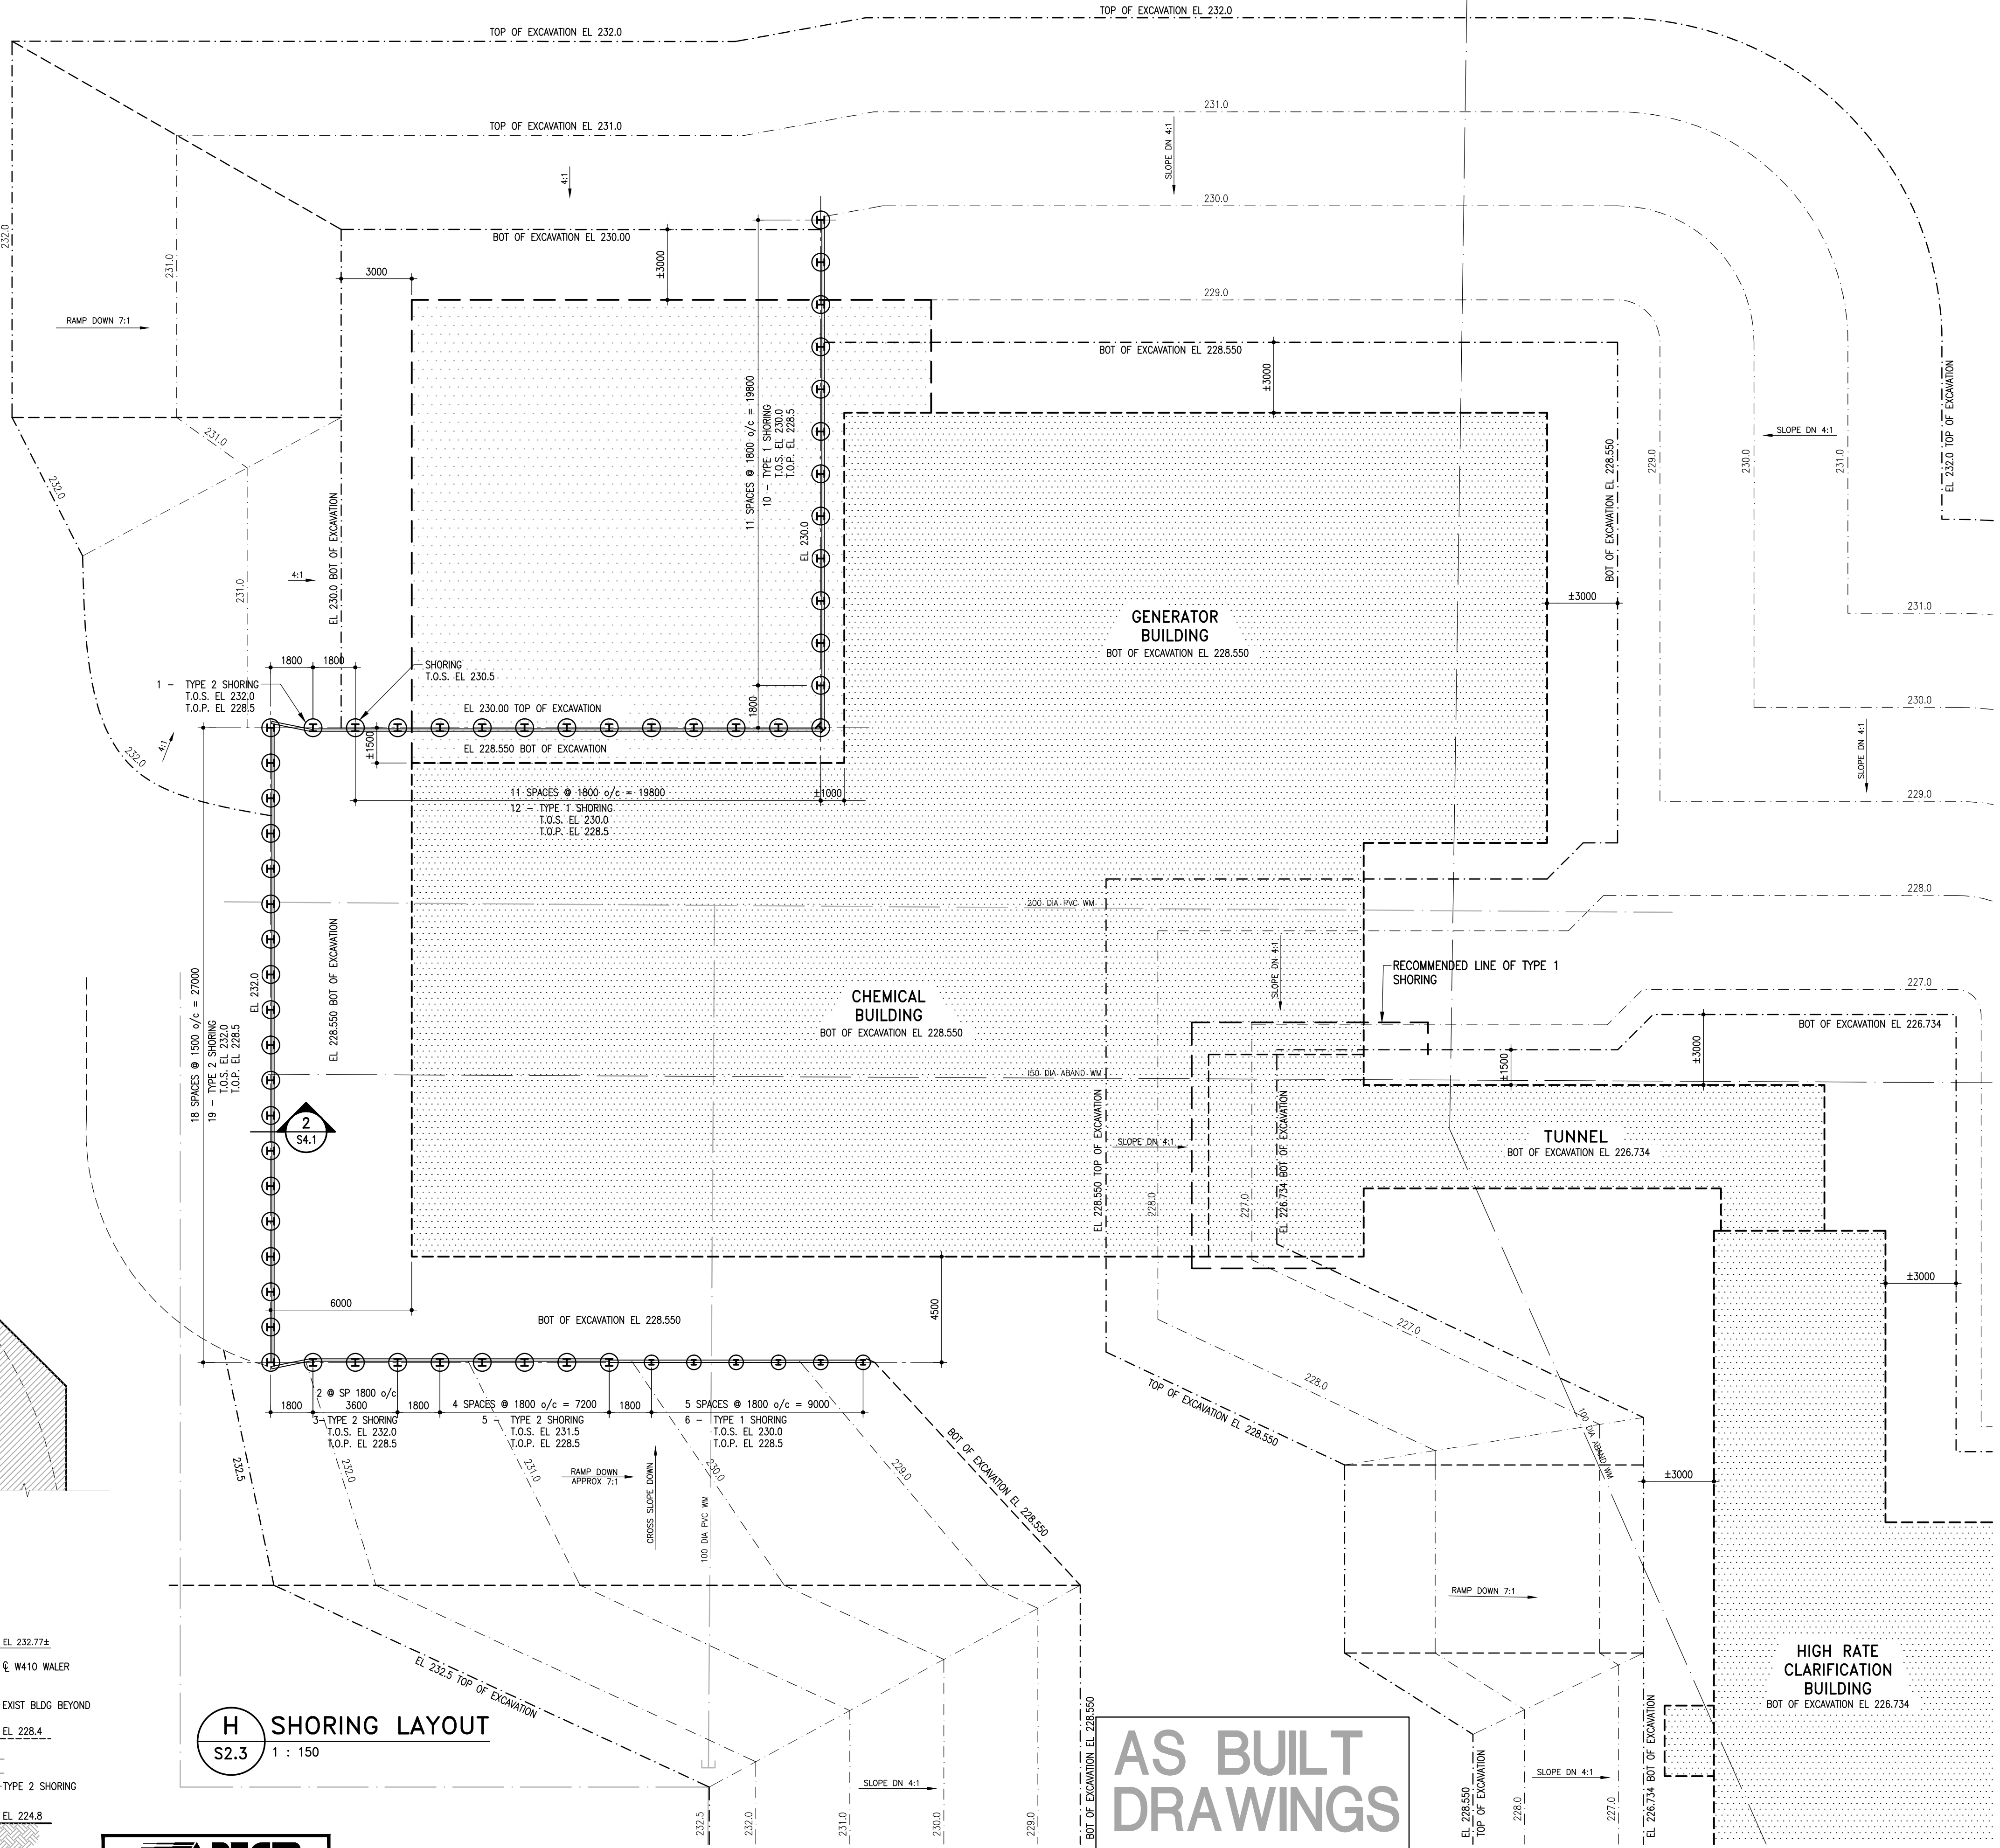 TOP OF EXCAVATION EL 232.0
TOP OF EXCAVATION EL 232.0
231.0
TOP OF EXCAVATION EL 231.0
SLOPE DN 4:1
4:1
230.0
232.0
231.0
BOT OF EXCAVATION EL 230.00
±3000
3000
229.0
RAMP DOWN 7:1
BOT OF EXCAVATION EL 228.550
±3000
EL 232.0 TOP OF EXCAVATION
11 SPACES @ 1800 o/c = 19800
10 - TYPE 1 SHORING
T.O.S. EL 230.0
T.O.P. EL 228.5
EL 230.0
231.0
232.0
SLOPE DN 4:1
BOT OF EXCAVATION EL 228.550
229.0
230.0
231.0
EL 230.0 BOT OF EXCAVATION
4:1
231.0
±3000
231.0
GENERATOR
BUILDING
BOT OF EXCAVATION EL 228.550
1800
1800
SHORING
T.O.S. EL 230.5
1 - TYPE 2 SHORING
T.O.S. EL 232.0
T.O.P. EL 228.5
1800
EL 230.00 TOP OF EXCAVATION
230.0
4:1
232.0
±1500
EL 228.550 BOT OF EXCAVATION
SLOPE DN 4:1
11 SPACES @ 1800 o/c = 19800
±1000
12 - TYPE 1 SHORING
T.O.S. EL 230.0
T.O.P. EL 228.5
229.0
228.0
200 DIA PVC WM
18 SPACES @ 1500 o/c = 27000
19 - TYPE 2 SHORING
T.O.S. EL 232.0
T.O.P. EL 228.5
EL 232.0
EL 228.550 BOT OF EXCAVATION
SLOPE DN 4:1
RECOMMENDED LINE OF TYPE 1
SHORING
227.0
CHEMICAL
BUILDING
BOT OF EXCAVATION EL 228.550
BOT OF EXCAVATION EL 226.734
±1500
±3000
150 DIA ABAND WM
2
S4.1
EL 228.550 TOP OF EXCAVATION
SLOPE DN 4:1
228.0
227.0
EL 226.734 BOT OF EXCAVATION
TUNNEL
BOT OF EXCAVATION EL 226.734
±3000
6000
4500
BOT OF EXCAVATION EL 228.550
227.0
228.0
TOP OF EXCAVATION EL 228.550
2 @ SP 1800 o/c
1800
3600
1800
4 SPACES @ 1800 o/c = 7200
1800
5 SPACES @ 1800 o/c = 9000
3-TYPE 2 SHORING
T.O.S. EL 232.0
T.O.P. EL 228.5
5 - TYPE 2 SHORING
T.O.S. EL 231.5
T.O.P. EL 228.5
6 - TYPE 1 SHORING
T.O.S. EL 230.0
T.O.P. EL 228.5
BOT OF EXCAVATION EL 228.550
100 DIA ABAND WM
232.5
232.0
231.0
RAMP DOWN
APPROX 7:1
CROSS SLOPE DOWN
100 DIA PVC WM
230.0
229.0
±3000
RAMP DOWN 7:1
EL 232.77±
℄ W410 WALER
EXIST BLDG BEYOND
EL 228.4
TYPE 2 SHORING
EL 224.8
EL 232.5 TOP OF EXCAVATION
HIGH RATE
CLARIFICATION
BUILDING
BOT OF EXCAVATION EL 226.734
H
S2.3
SHORING LAYOUT
1 : 150
232.5
232.0
231.0
230.0
229.0
SLOPE DN 4:1
BOT OF EXCAVATION EL 228.550
AS BUILT
DRAWINGS
EL 228.550
TOP OF EXCAVATION
228.0
227.0
SLOPE DN 4:1
EL 226.734 BOT OF EXCAVATION